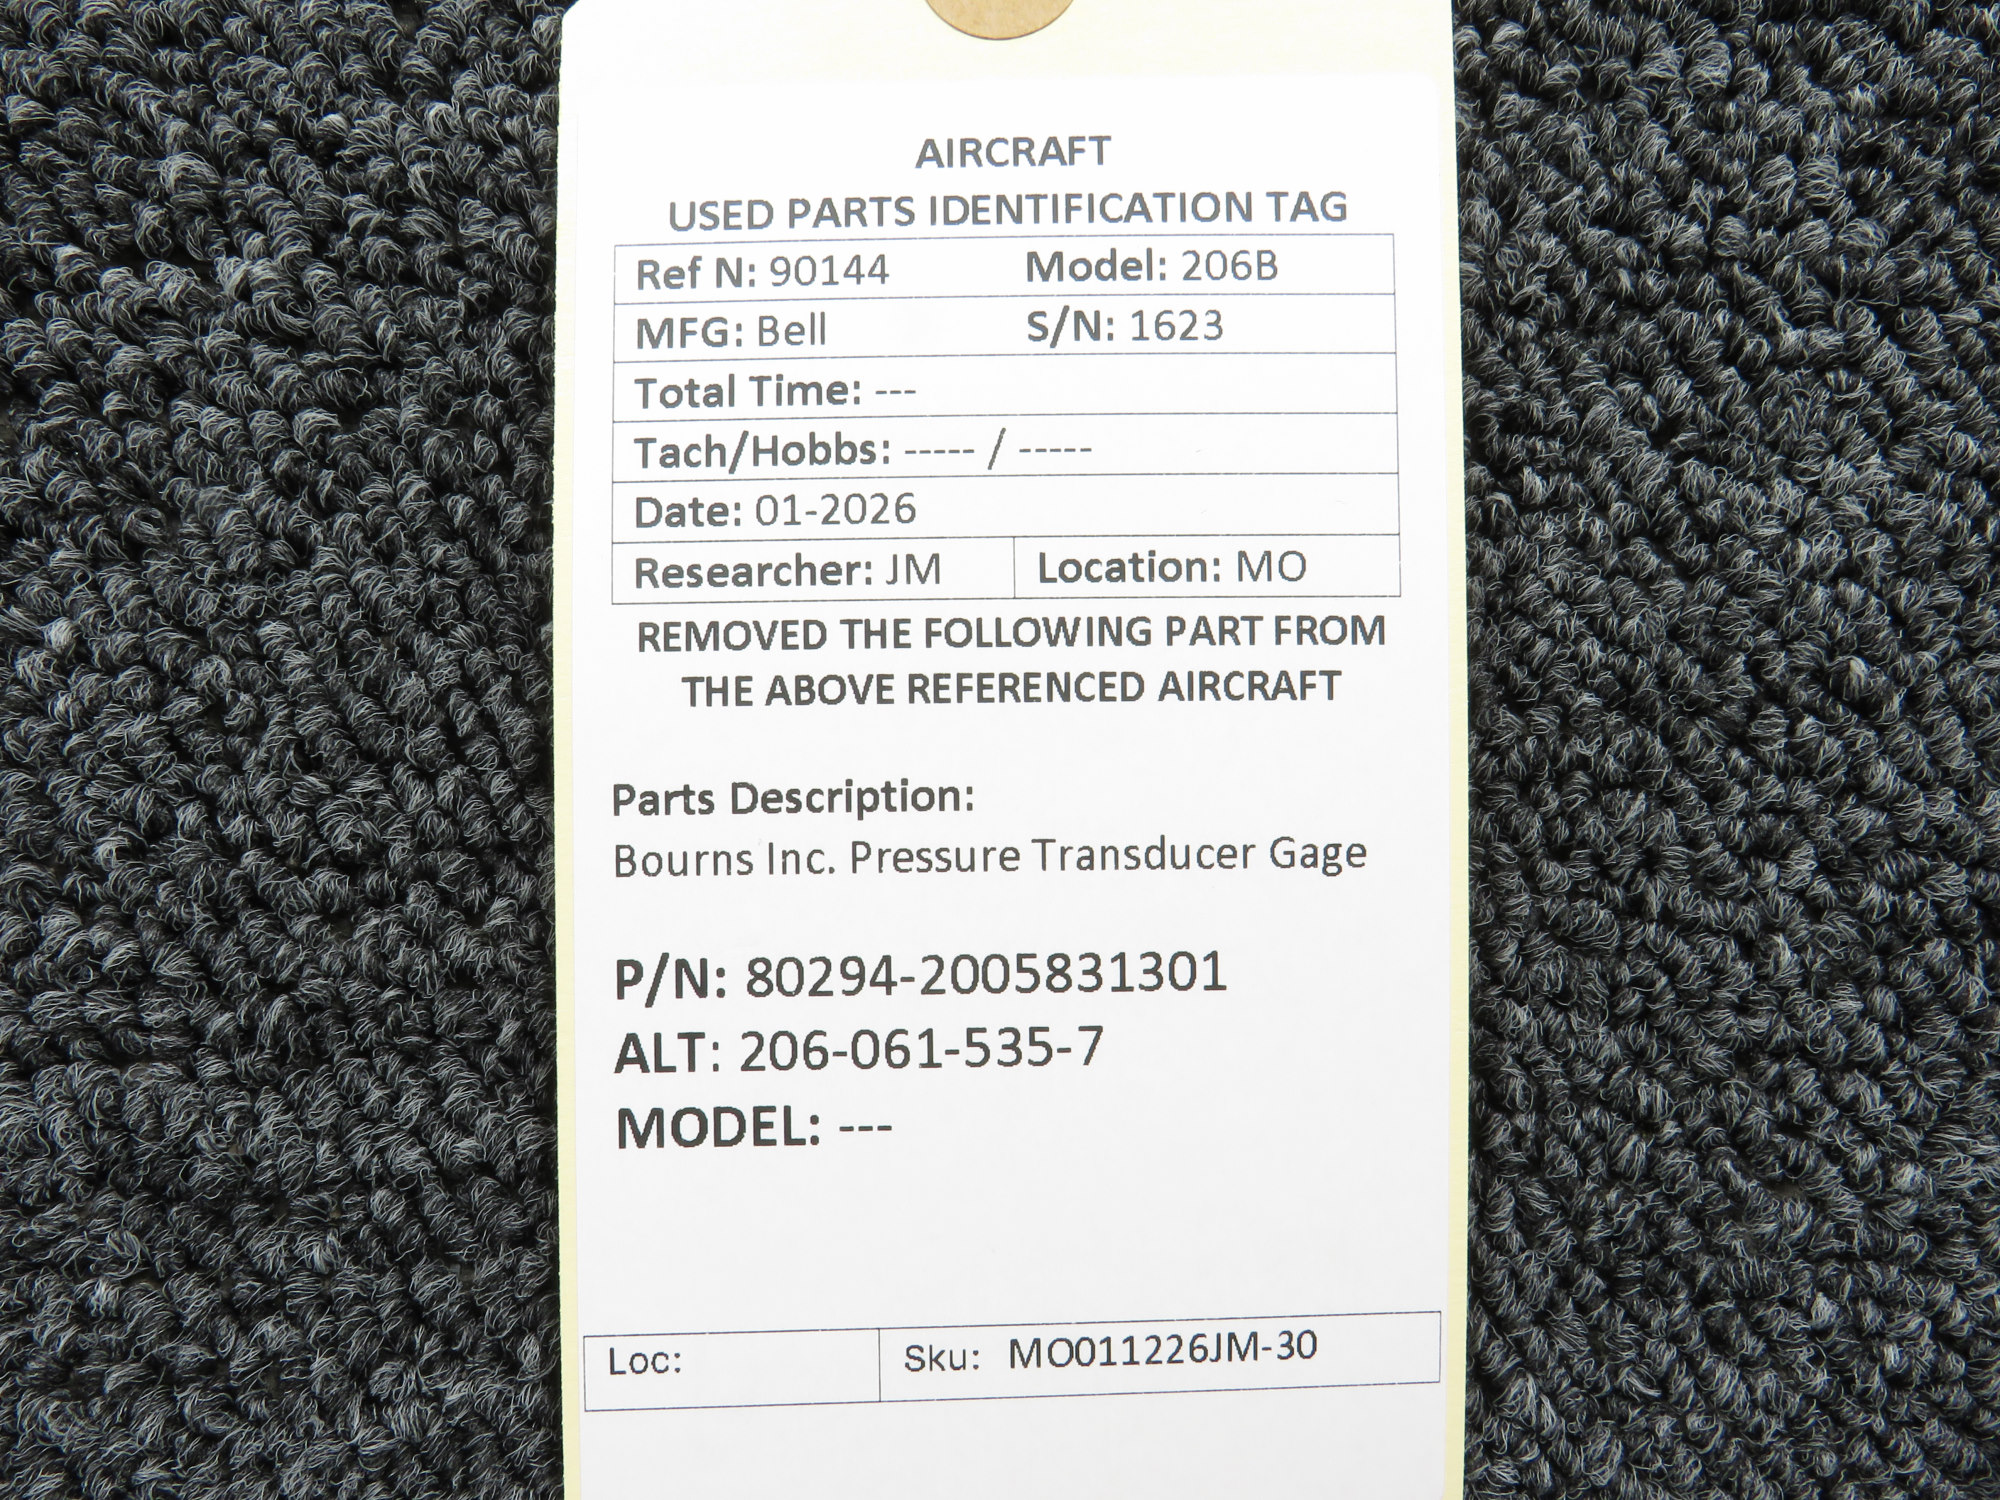 AIRCRAFT
USED PARTS IDENTIFICATION TAG
Ref N: 90144 Model: 206B
MFG: Bell S/N: 1623
Total Time: ---
Tach/Hobbs: ----- / -----
Date: 01-2026
Researcher: JM Location: MO
REMOVED THE FOLLOWING PART FROM
THE ABOVE REFERENCED AIRCRAFT
Parts Description:
Bourns Inc. Pressure Transducer Gage
P/N: 80294-2005831301
ALT: 206-061-535-7
MODEL: ---
Loc: Sku: MO011226JM-30